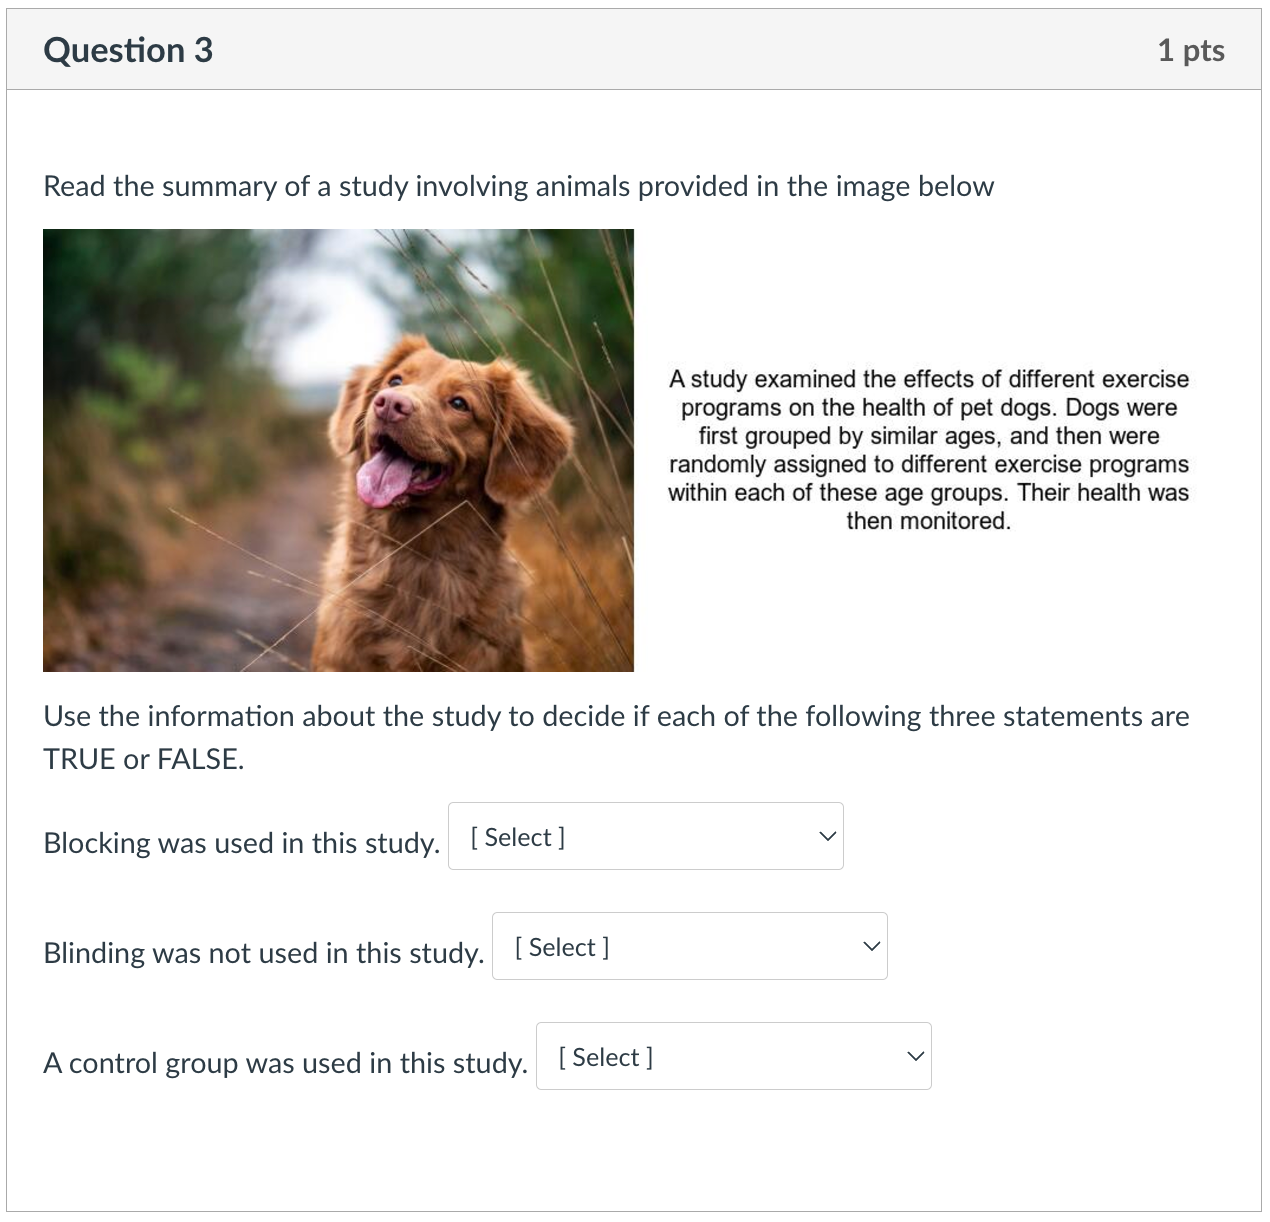 Question 3
1 pts
Read the summary of a study involving animals provided in the image below
A study examined the effects of different exercise
programs on the health of pet dogs. Dogs were
first grouped by similar ages, and then were
randomly assigned to different exercise programs
within each of these age groups. Their health was
then monitored.
Use the information about the study to decide if each of the following three statements are
TRUE or FALSE.
Blocking was used in this study. [ Select ]
Blinding was not used in this study. [ Select ]
A control group was used in this study. [ Select ]